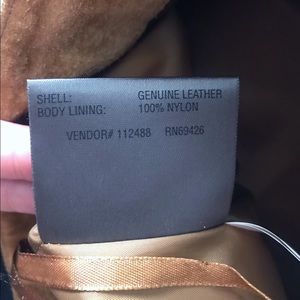 SHELL: GENUINE LEATHER
BODY LINING: 100% NYLON
VENDOR# 112488 RN69426